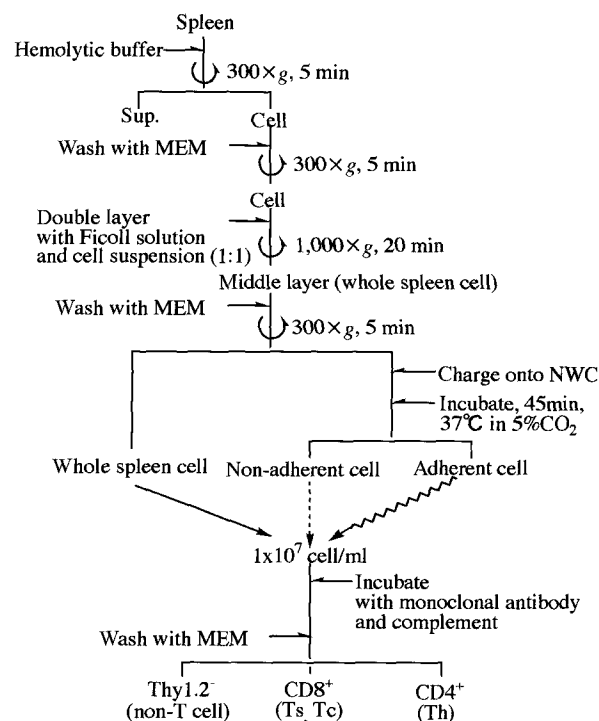 Spleen
Hemolytic buffer
300×g, 5 min
Sup.
Cell
Wash with MEM
300×g, 5 min
Cell
Double layer
with Ficoll solution
and cell suspension (1:1)
1,000×g, 20 min
Middle layer (whole spleen cell)
Wash with MEM
300×g, 5 min
Charge onto NWC
Incubate, 45min,
37℃ in 5%CO₂
Whole spleen cell
Non-adherent cell
Adherent cell
1x10⁷ cell/ml
Incubate
with monoclonal antibody
and complement
Wash with MEM
Thy1.2⁻
(non-T cell)
CD8⁺
(Ts, Tc)
CD4⁺
(Th)